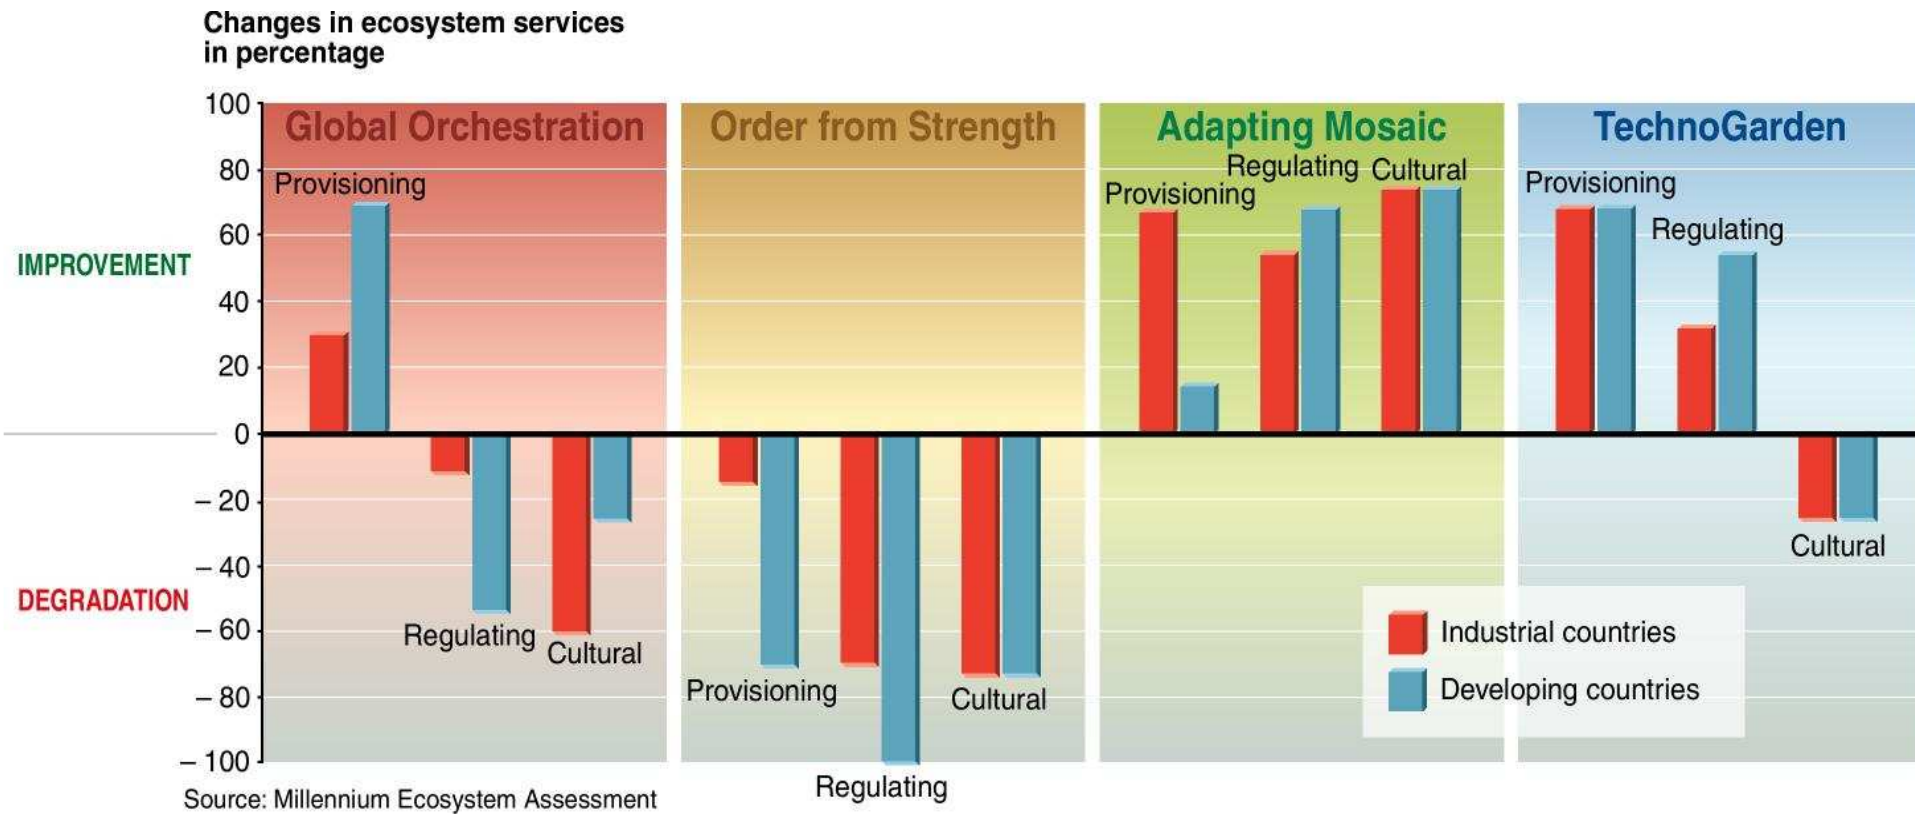 Changes in ecosystem services
in percentage
100
80
60
40
20
0
– 20
– 40
– 60
– 80
– 100
IMPROVEMENT
DEGRADATION
Global Orchestration
Provisioning
Regulating
Cultural
Order from Strength
Provisioning
Regulating
Cultural
Adapting Mosaic
Provisioning
Regulating
Cultural
TechnoGarden
Provisioning
Regulating
Cultural
Industrial countries
Developing countries
Source: Millennium Ecosystem Assessment